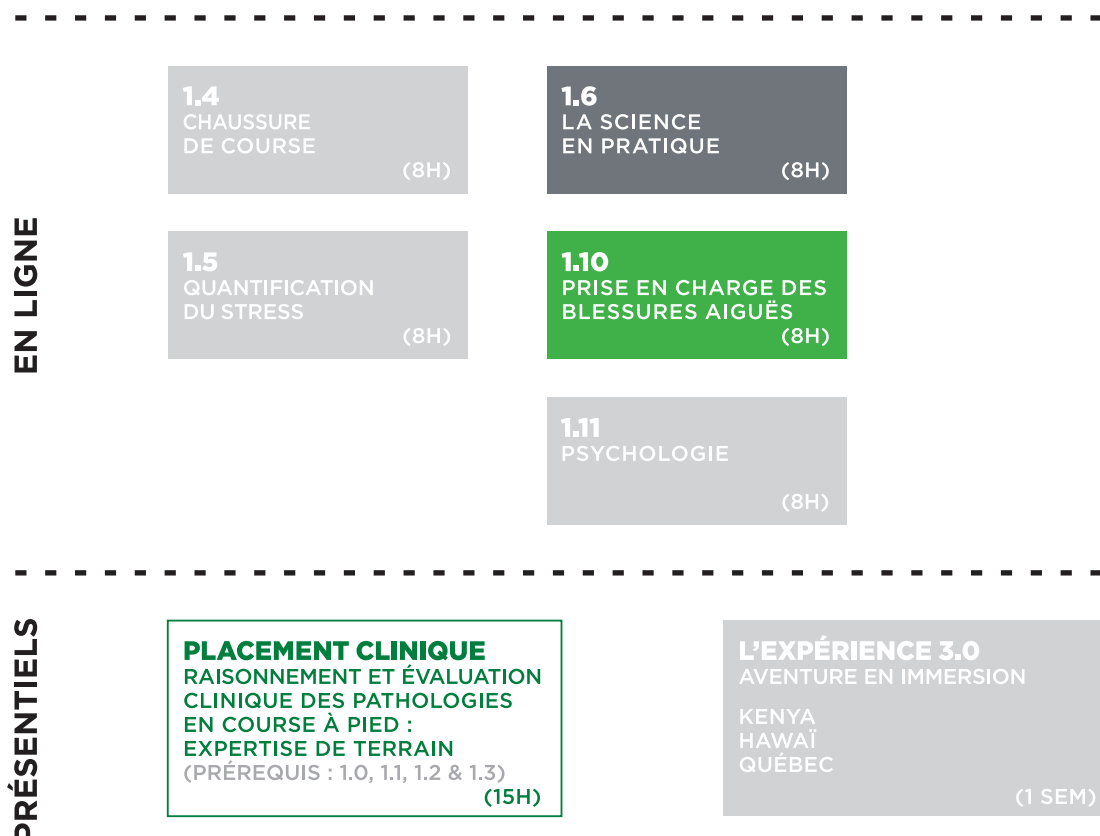 EN LIGNE
1.4
CHAUSSURE
DE COURSE
(8H)
1.6
LA SCIENCE
EN PRATIQUE
(8H)
1.5
QUANTIFICATION
DU STRESS
(8H)
1.10
PRISE EN CHARGE DES
BLESSURES AIGUËS
(8H)
1.11
PSYCHOLOGIE
(8H)
PRÉSENTIELS
PLACEMENT CLINIQUE
RAISONNEMENT ET ÉVALUATION
CLINIQUE DES PATHOLOGIES
EN COURSE À PIED :
EXPERTISE DE TERRAIN
(PRÉREQUIS : 1.0, 1.1, 1.2 & 1.3)
(15H)
L'EXPÉRIENCE 3.0
AVENTURE EN IMMERSION
KENYA
HAWAÏ
QUÉBEC
(1 SEM)